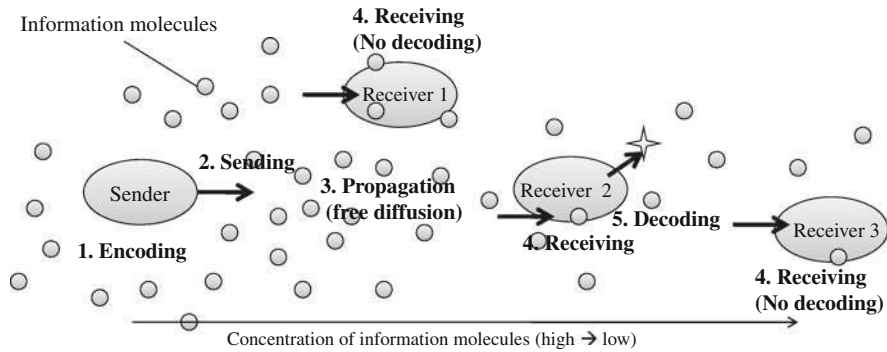 Information molecules
4. Receiving
(No decoding)
Receiver 1
2. Sending
Sender
3. Propagation
(free diffusion)
1. Encoding
Receiver 2
4. Receiving
5. Decoding
Receiver 3
4. Receiving
(No decoding)
Concentration of information molecules (high → low)